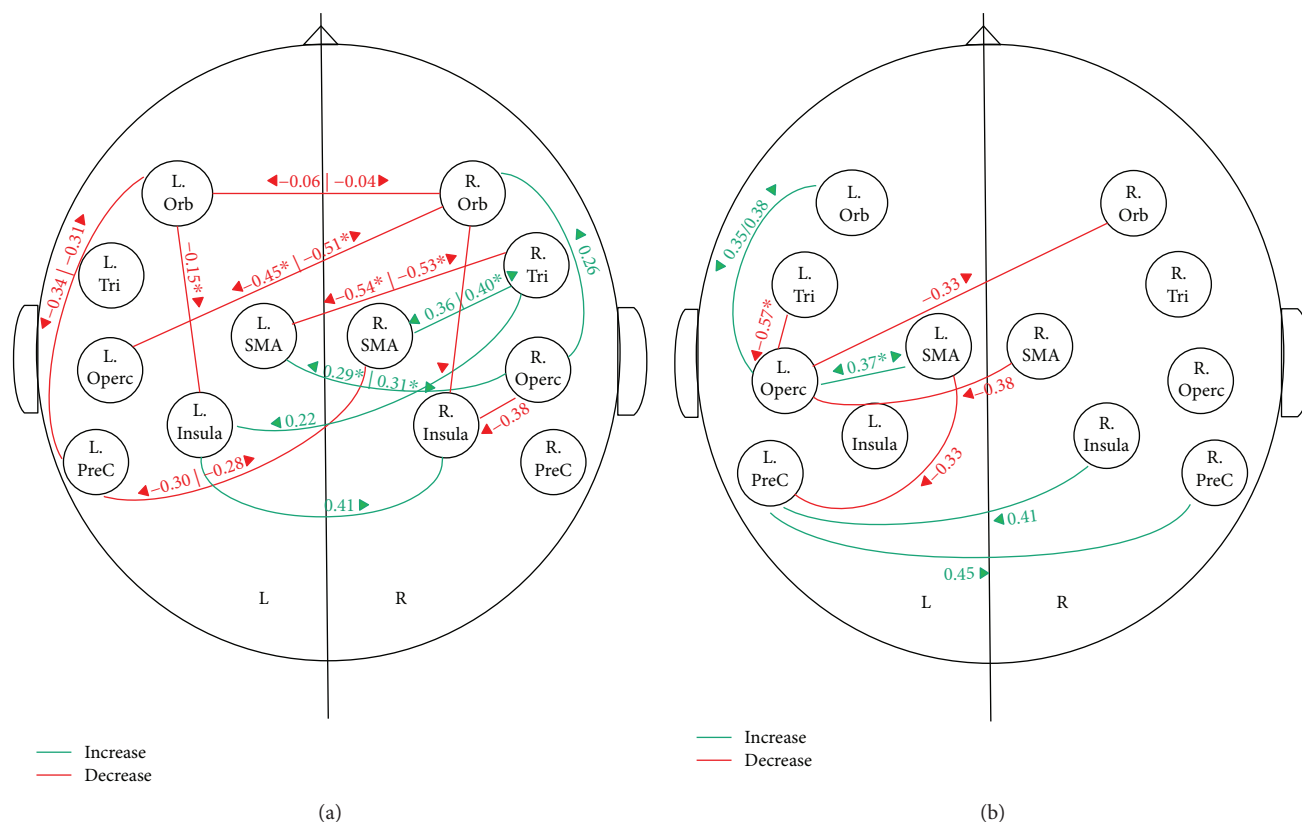 L.
Orb
R.
Orb
L.
Tri
R.
Tri
L.
SMA
R.
SMA
L.
Operc
R.
Operc
L.
Insula
R.
Insula
L.
PreC
R.
PreC
−0.06 | −0.04
−0.34 | −0.31
−0.15*
−0.45* | −0.51*
−0.54* | −0.53*
0.36 | 0.40*
0.26
0.29* | 0.31*
0.22
−0.38
−0.30 | −0.28
0.41
L
R
Increase
Decrease
(a)
L.
Orb
R.
Orb
L.
Tri
R.
Tri
L.
SMA
R.
SMA
L.
Operc
R.
Operc
L.
Insula
R.
Insula
L.
PreC
R.
PreC
0.35/0.38
−0.57*
−0.33
0.37*
−0.38
−0.33
0.41
0.45
L
R
Increase
Decrease
(b)